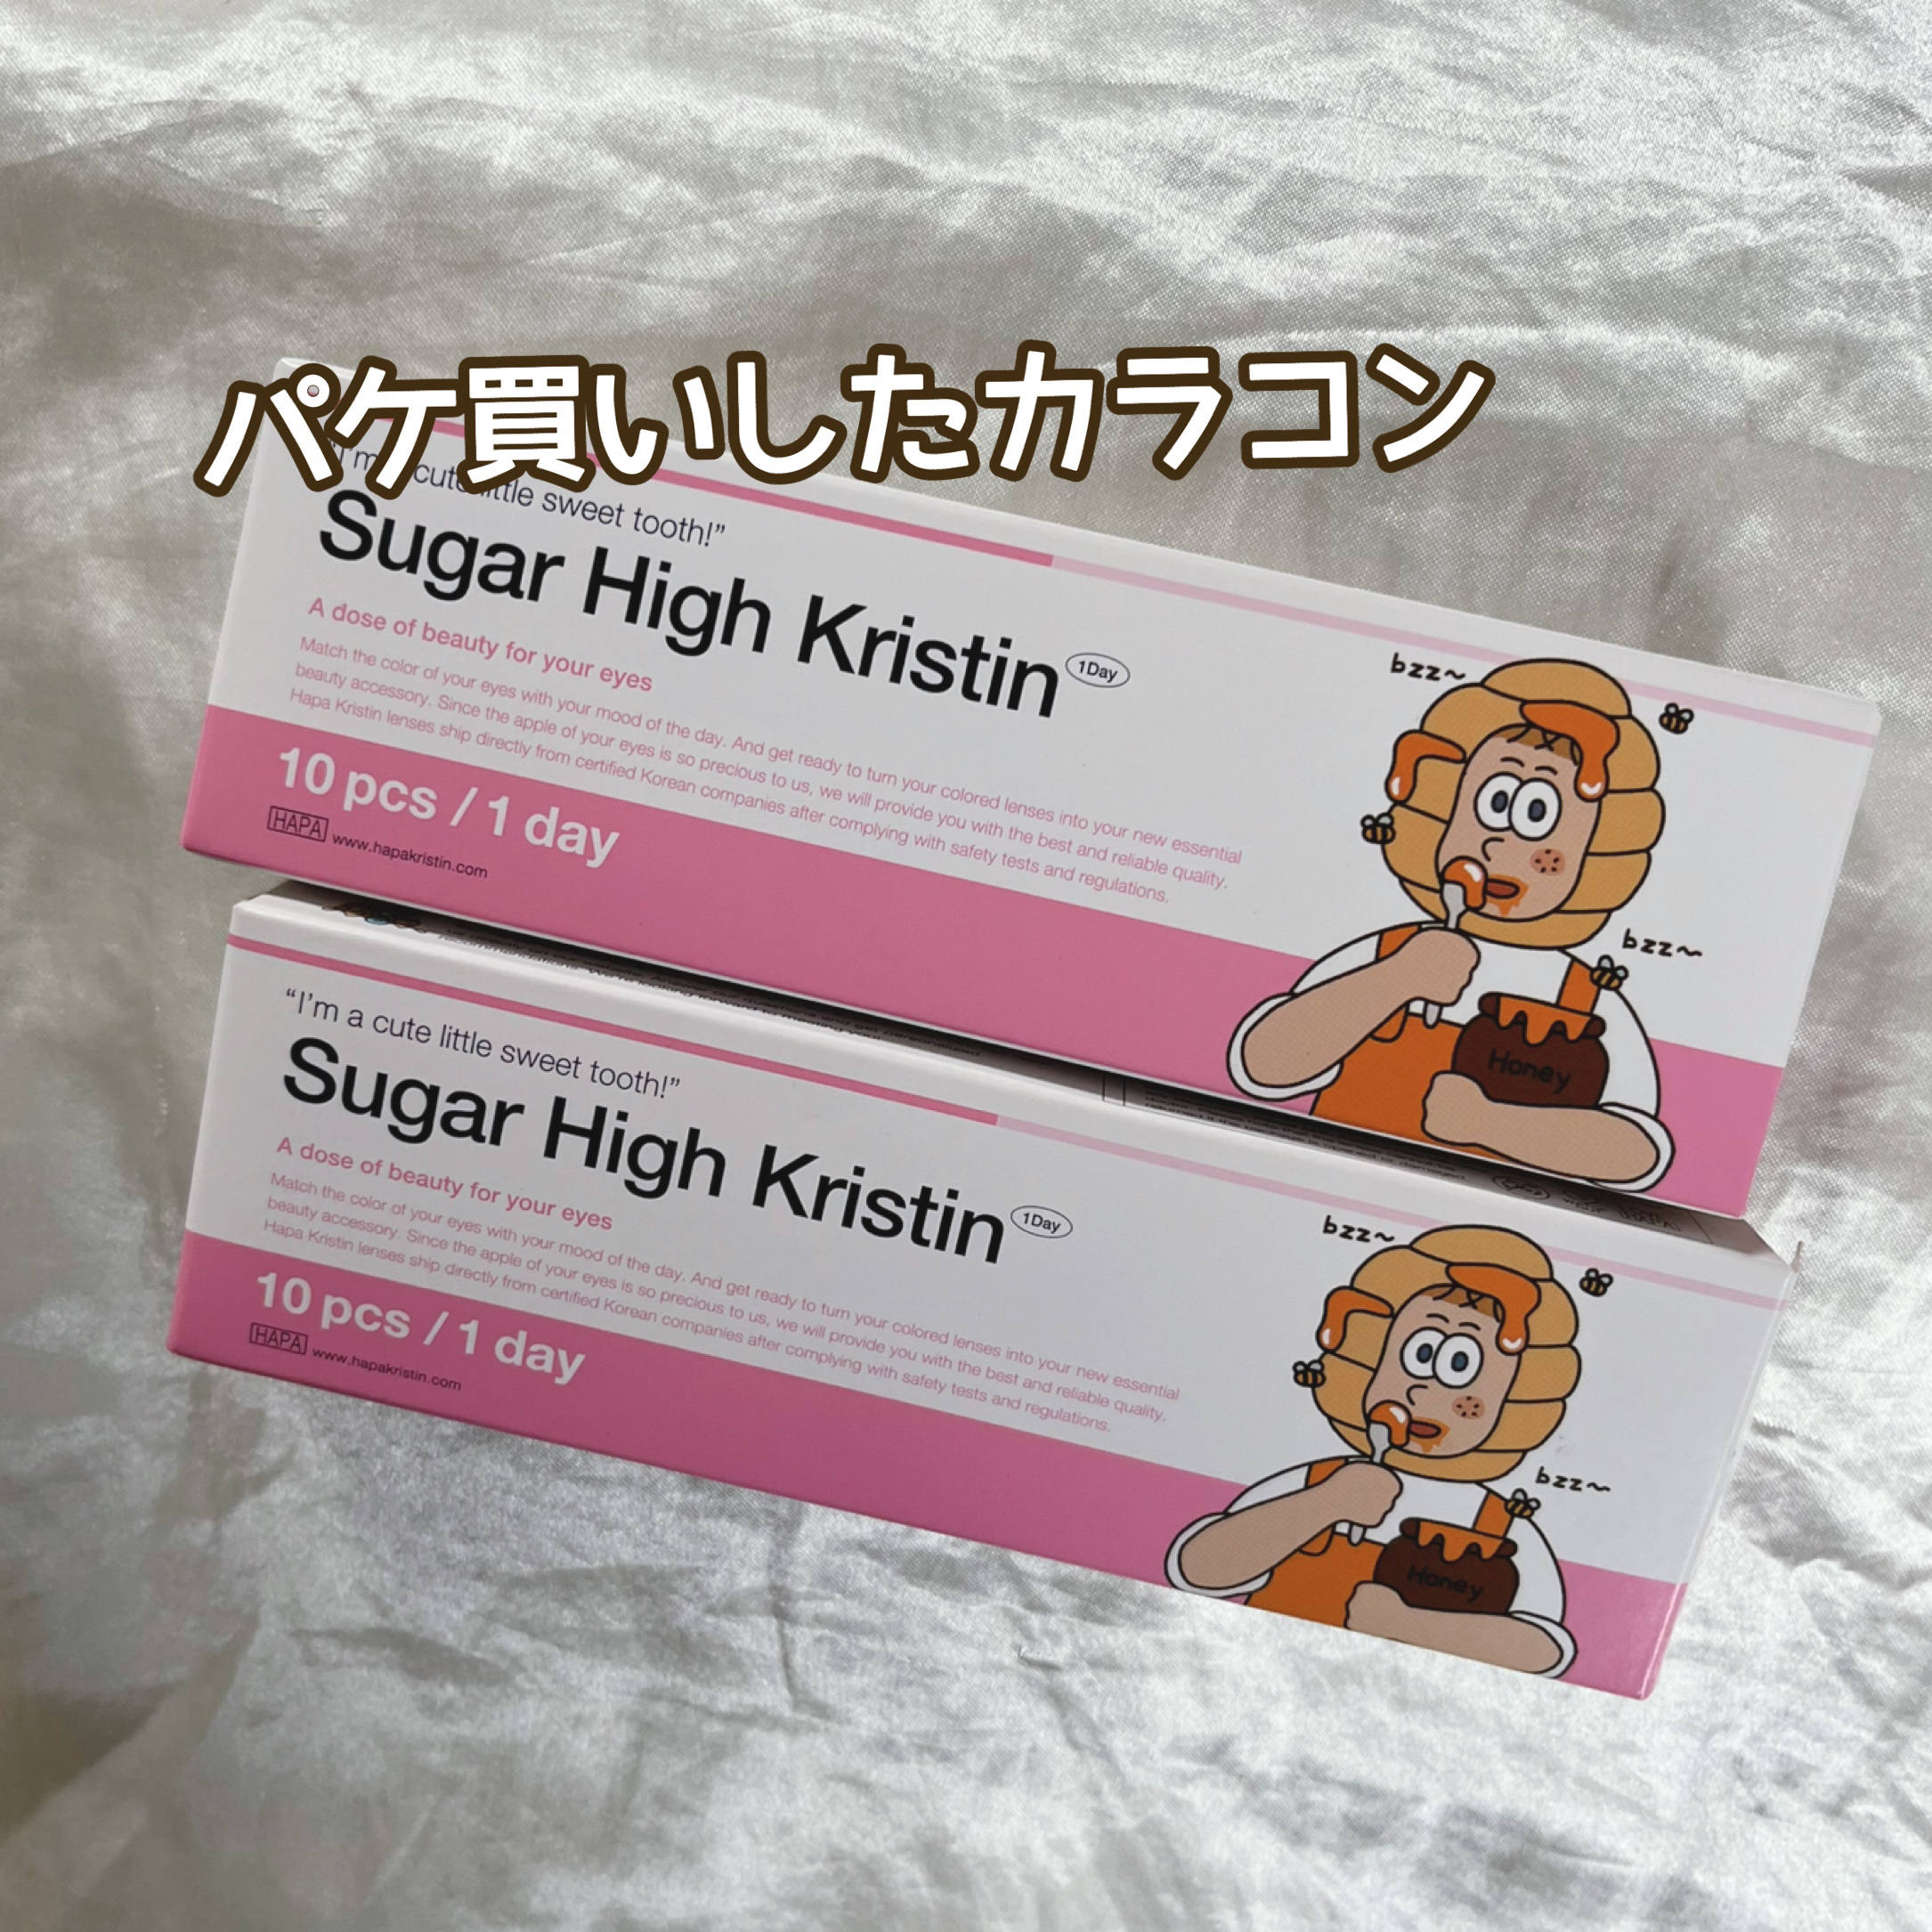 パケ買いしたカラコン
cute little sweet tooth!”
Sugar High Kristin 1Day
A dose of beauty for your eyes
Match the color of your eyes with your mood of the day. And get ready to turn your colored lenses into your new essential
beauty accessory. Since the apple of your eyes is so precious to us, we will provide you with the best and reliable quality.
Hapa Kristin lenses ship directly from certified Korean companies after complying with safety tests and regulations.
10 pcs / 1 day
HAPA www.hapakristin.com
bzz~
bzz~
Honey
“I'm a cute little sweet tooth!”
Sugar High Kristin 1Day
A dose of beauty for your eyes
Match the color of your eyes with your mood of the day. And get ready to turn your colored lenses into your new essential
beauty accessory. Since the apple of your eyes is so precious to us, we will provide you with the best and reliable quality.
Hapa Kristin lenses ship directly from certified Korean companies after complying with safety tests and regulations.
10 pcs / 1 day
HAPA www.hapakristin.com
bzz~
bzz~
Honey